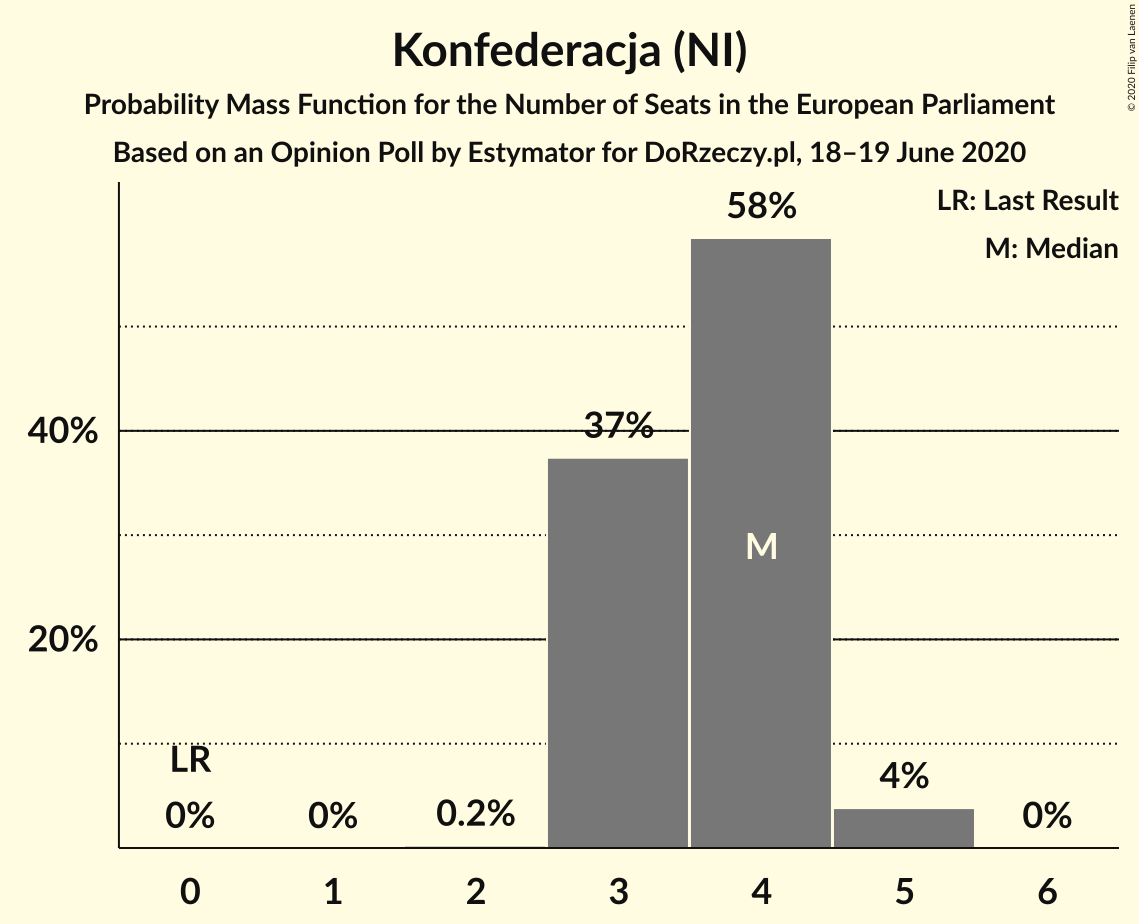 Konfederacja (NI)
Probability Mass Function for the Number of Seats in the European Parliament
Based on an Opinion Poll by Estymator for DoRzeczy.pl, 18–19 June 2020
© 2020 Filip van Laenen
LR: Last Result
M: Median
58%
40%
37%
M
20%
LR
0%
0%
0.2%
4%
0%
0 1 2 3 4 5 6